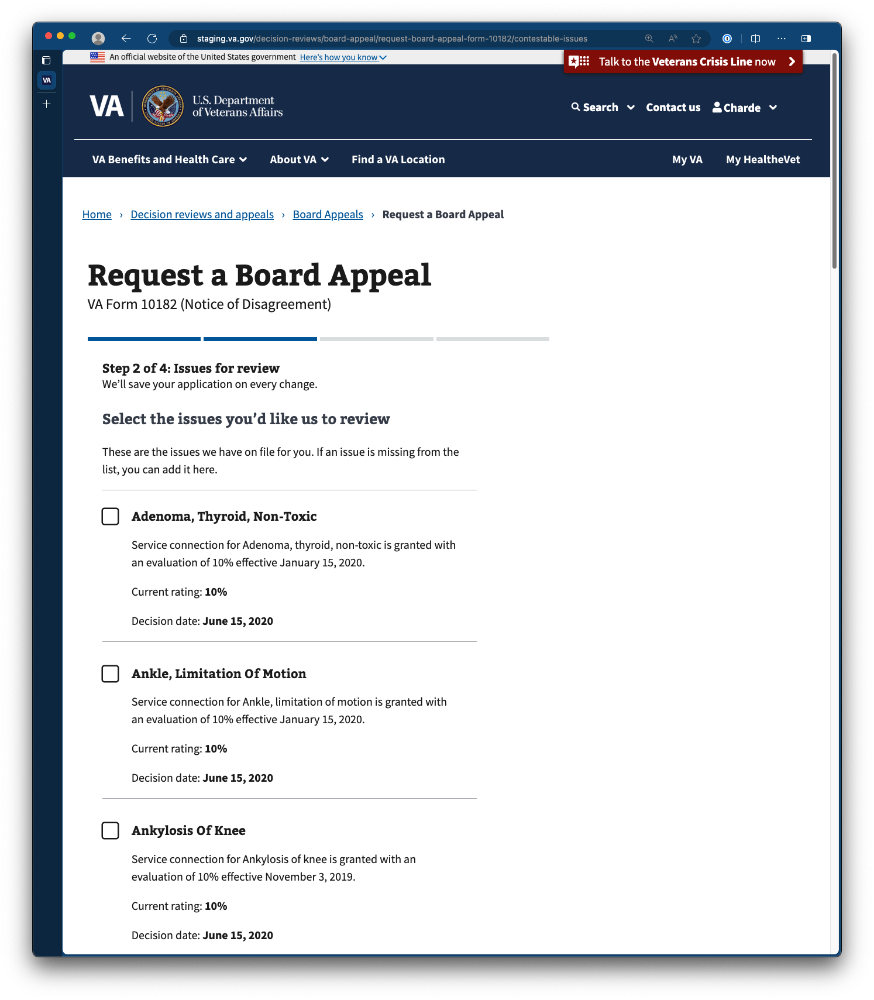 staging.va.gov/decision-reviews/board-appeal/request-board-appeal-form-10182/contestable-issues
An official website of the United States government Here's how you know
Talk to the Veterans Crisis Line now
VA
VA
U.S. Department
of Veterans Affairs
Search
Contact us
Charde
VA Benefits and Health Care
About VA
Find a VA Location
My VA
My HealtheVet
Home › Decision reviews and appeals › Board Appeals › Request a Board Appeal
Request a Board Appeal
VA Form 10182 (Notice of Disagreement)
Step 2 of 4: Issues for review
We’ll save your application on every change.
Select the issues you’d like us to review
These are the issues we have on file for you. If an issue is missing from the
list, you can add it here.
Adenoma, Thyroid, Non-Toxic
Service connection for Adenoma, thyroid, non-toxic is granted with
an evaluation of 10% effective January 15, 2020.
Current rating: 10%
Decision date: June 15, 2020
Ankle, Limitation Of Motion
Service connection for Ankle, limitation of motion is granted with
an evaluation of 10% effective January 15, 2020.
Current rating: 10%
Decision date: June 15, 2020
Ankylosis Of Knee
Service connection for Ankylosis of knee is granted with an
evaluation of 10% effective November 3, 2019.
Current rating: 10%
Decision date: June 15, 2020